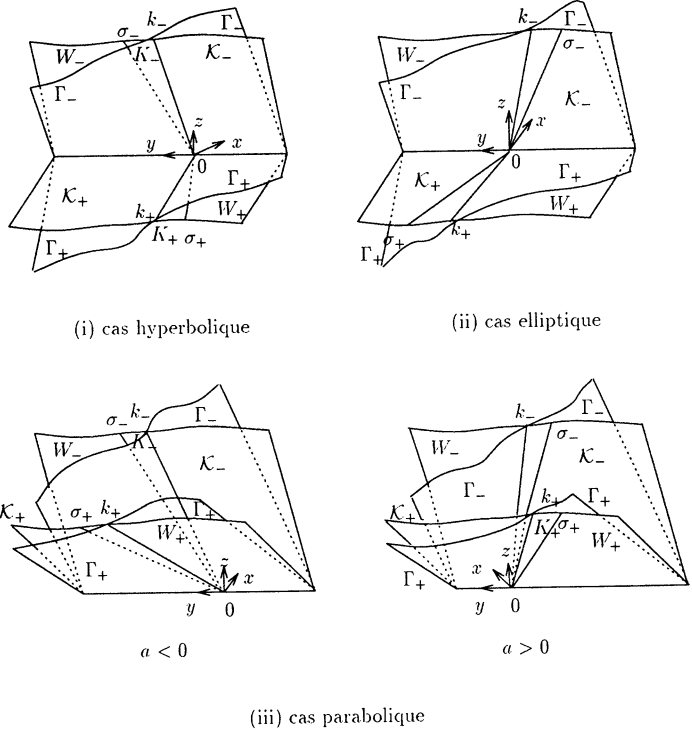 k₋ Γ₋
σ₋
W₋ K₋ 𝒦₋
Γ₋
z
y x
0
𝒦₊ Γ₊
k₊ W₊
Γ₊ K₊ σ₊
(i) cas hyperbolique
k₋ Γ₋
σ₋
W₋
Γ₋ 𝒦₋
z x
y
0
𝒦₊ Γ₊
W₊
Γ₊ σ₊ k₊
(ii) cas elliptique
σ₋ k₋ Γ₋
W₋ K₋
𝒦₋
𝒦₊ σ₊ k₊ Γ₊
W₊
Γ₊ x
y 0
a < 0
k₋ Γ₋
σ₋
W₋ 𝒦₋
Γ₋
k₊ Γ₊
𝒦₊ K₊ σ₊
W₊
z
Γ₊ x
y 0
a > 0
(iii) cas parabolique